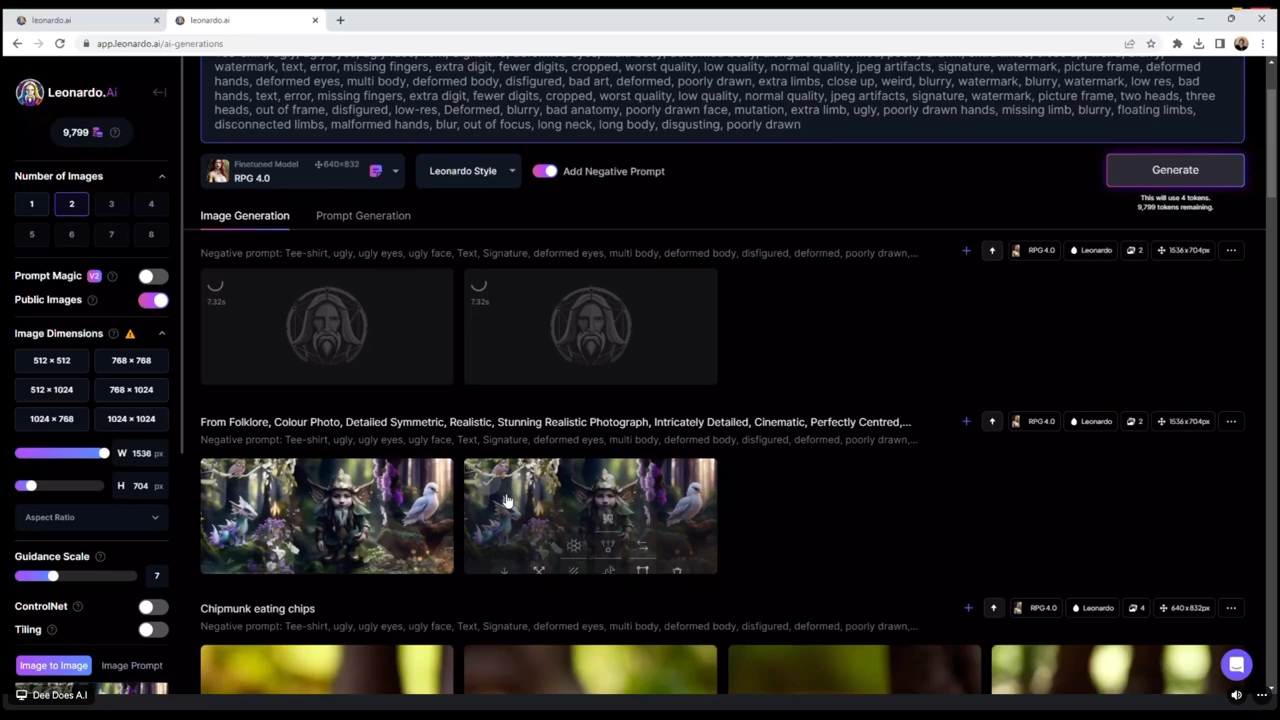 leonardo.ai
leonardo.ai
app.leonardo.ai/ai-generations
Leonardo.Ai
9,799
Number of Images
1 2 3 4
5 6 7 8
Prompt Magic V2
Public Images
Image Dimensions
512 × 512 768 × 768
512 × 1024 768 × 1024
1024 × 768 1024 × 1024
W 1536 px
H 704 px
Aspect Ratio
Guidance Scale
7
ControlNet
Tiling
Image to Image Image Prompt
Dee Does A.I
watermark, text, error, missing fingers, extra digit, fewer digits, cropped, worst quality, low quality, normal quality, jpeg artifacts, signature, watermark, picture frame, deformed
hands, deformed eyes, multi body, deformed body, disfigured, bad art, deformed, poorly drawn, extra limbs, close up, weird, blurry, watermark, blurry, watermark, low res, bad
hands, text, error, missing fingers, extra digit, fewer digits, cropped, worst quality, low quality, normal quality, jpeg artifacts, signature, watermark, picture frame, two heads, three
heads, out of frame, disfigured, low-res, Deformed, blurry, bad anatomy, poorly drawn face, mutation, extra limb, ugly, poorly drawn hands, missing limb, blurry, floating limbs,
disconnected limbs, malformed hands, blur, out of focus, long neck, long body, disgusting, poorly drawn
Finetuned Model 640×832
RPG 4.0
Leonardo Style
Add Negative Prompt
Generate
This will use 4 tokens.
9,799 tokens remaining.
Image Generation Prompt Generation
Negative prompt: Tee-shirt, ugly, ugly eyes, ugly face, Text, Signature, deformed eyes, multi body, deformed body, disfigured, deformed, poorly drawn,...
RPG 4.0 Leonardo 2 1536 x 704px
7.32s
7.32s
From Folklore, Colour Photo, Detailed Symmetric, Realistic, Stunning Realistic Photograph, Intricately Detailed, Cinematic, Perfectly Centred,...
RPG 4.0 Leonardo 2 1536 x 704px
Negative prompt: Tee-shirt, ugly, ugly eyes, ugly face, Text, Signature, deformed eyes, multi body, deformed body, disfigured, deformed, poorly drawn,...
Chipmunk eating chips
RPG 4.0 Leonardo 4 640 x 832px
Negative prompt: Tee-shirt, ugly, ugly eyes, ugly face, Text, Signature, deformed eyes, multi body, deformed body, disfigured, deformed, poorly drawn,...